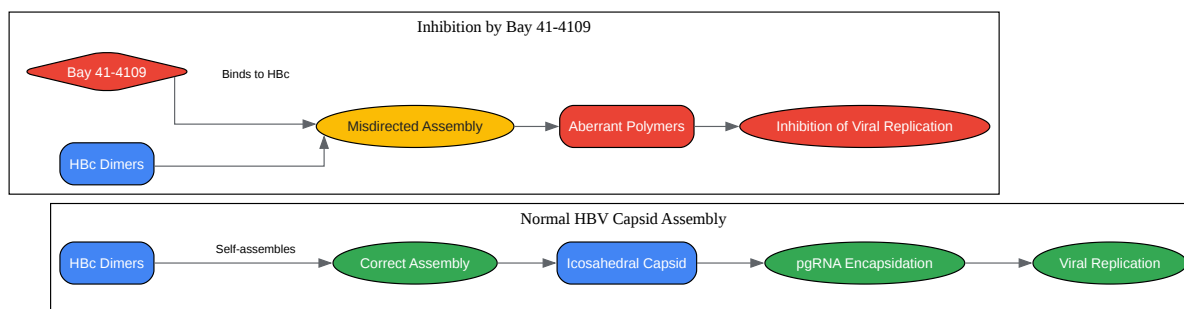 Inhibition by Bay 41-4109
Bay 41-4109
Binds to HBc
HBc Dimers
Misdirected Assembly
Aberrant Polymers
Inhibition of Viral Replication
Normal HBV Capsid Assembly
HBc Dimers
Self-assembles
Correct Assembly
Icosahedral Capsid
pgRNA Encapsidation
Viral Replication